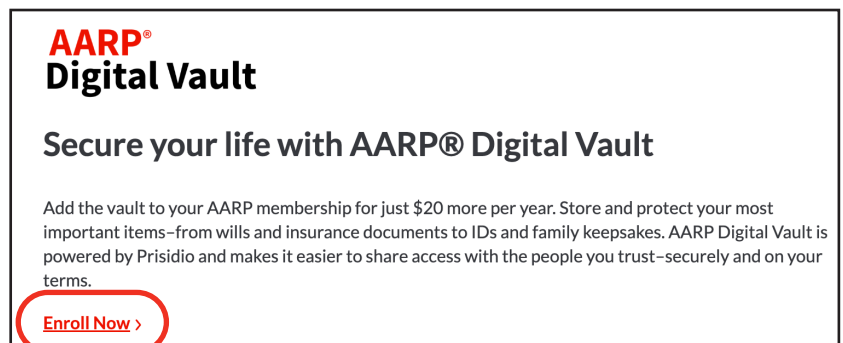 AARP®
Digital Vault
Secure your life with AARP® Digital Vault
Add the vault to your AARP membership for just $20 more per year. Store and protect your most
important items–from wills and insurance documents to IDs and family keepsakes. AARP Digital Vault is
powered by Prisidio and makes it easier to share access with the people you trust–securely and on your
terms.
Enroll Now ›